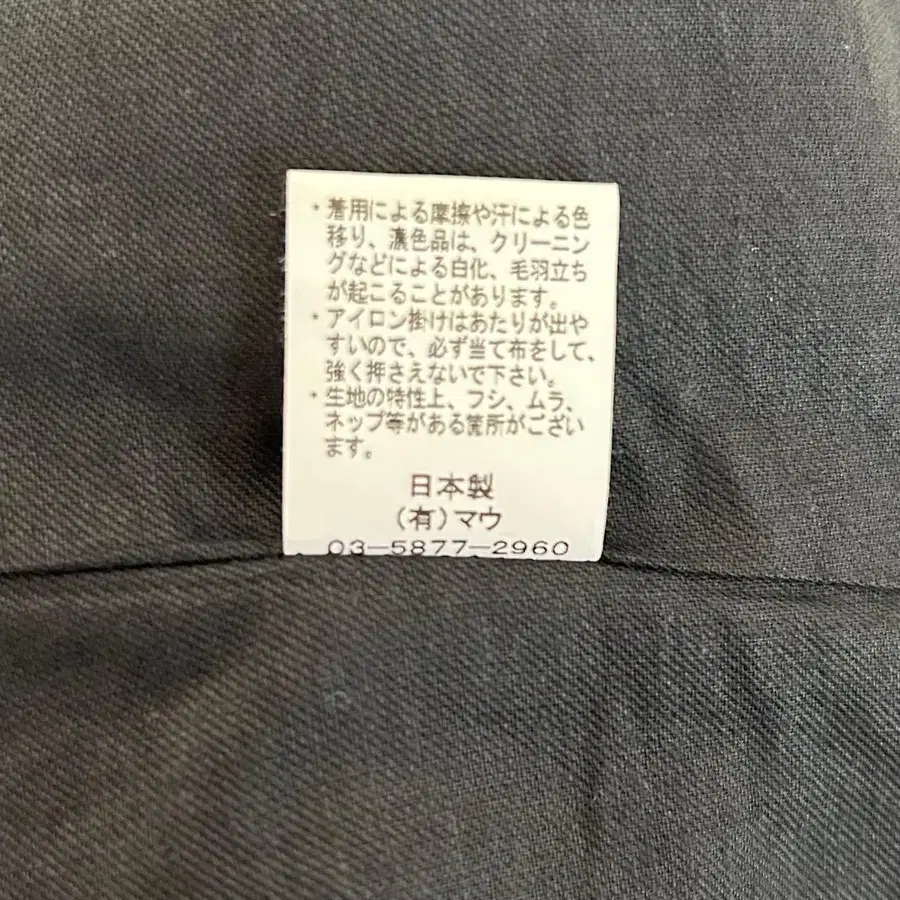 ・着用による摩擦や汗による色
移り、濃色品は、クリーニン
グなどによる白化、毛羽立ち
が起こることがあります。
・アイロン掛けはあたりが出や
すいので、必ず当て布をして、
強く押さえないで下さい。
・生地の特性上、フシ、ムラ、
ネップ等がある箇所がござい
ます。
日本製
(有)マウ
03-5877-2960